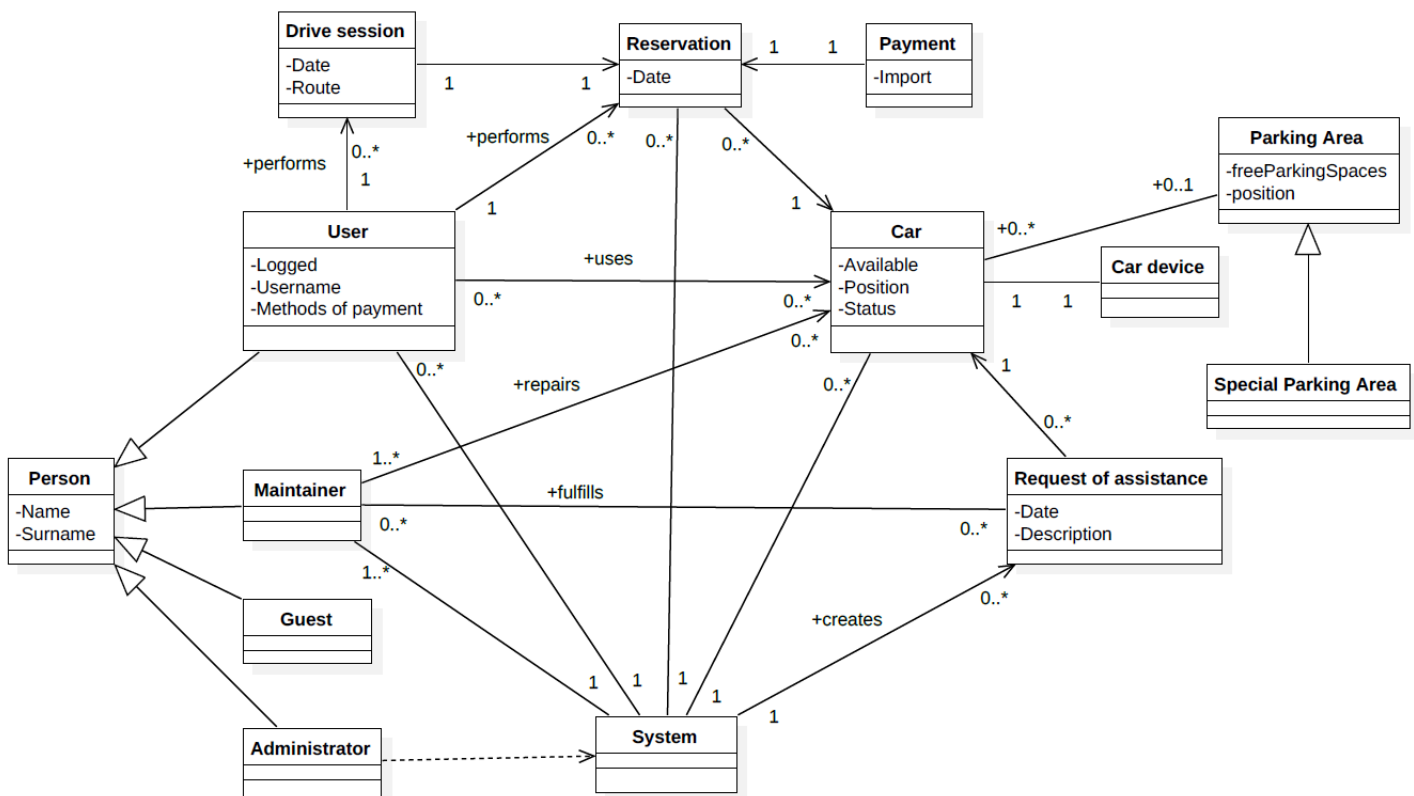 Drive session
-Date
-Route
Reservation
-Date
Payment
-Import
1
1
1
1
+performs
0..*
1
+performs
0..*
1
0..*
0..*
1
Parking Area
-freeParkingSpaces
-position
+0..1
+0..*
User
-Logged
-Username
-Methods of payment
+uses
0..*
0..*
Car
-Available
-Position
-Status
Car device
1
1
0..*
+repairs
1..*
0..*
0..*
1
0..*
Special Parking Area
Person
-Name
-Surname
Maintainer
+fulfills
0..*
0..*
Request of assistance
-Date
-Description
1..*
Guest
+creates
0..*
1
1
1
1
1
Administrator
System